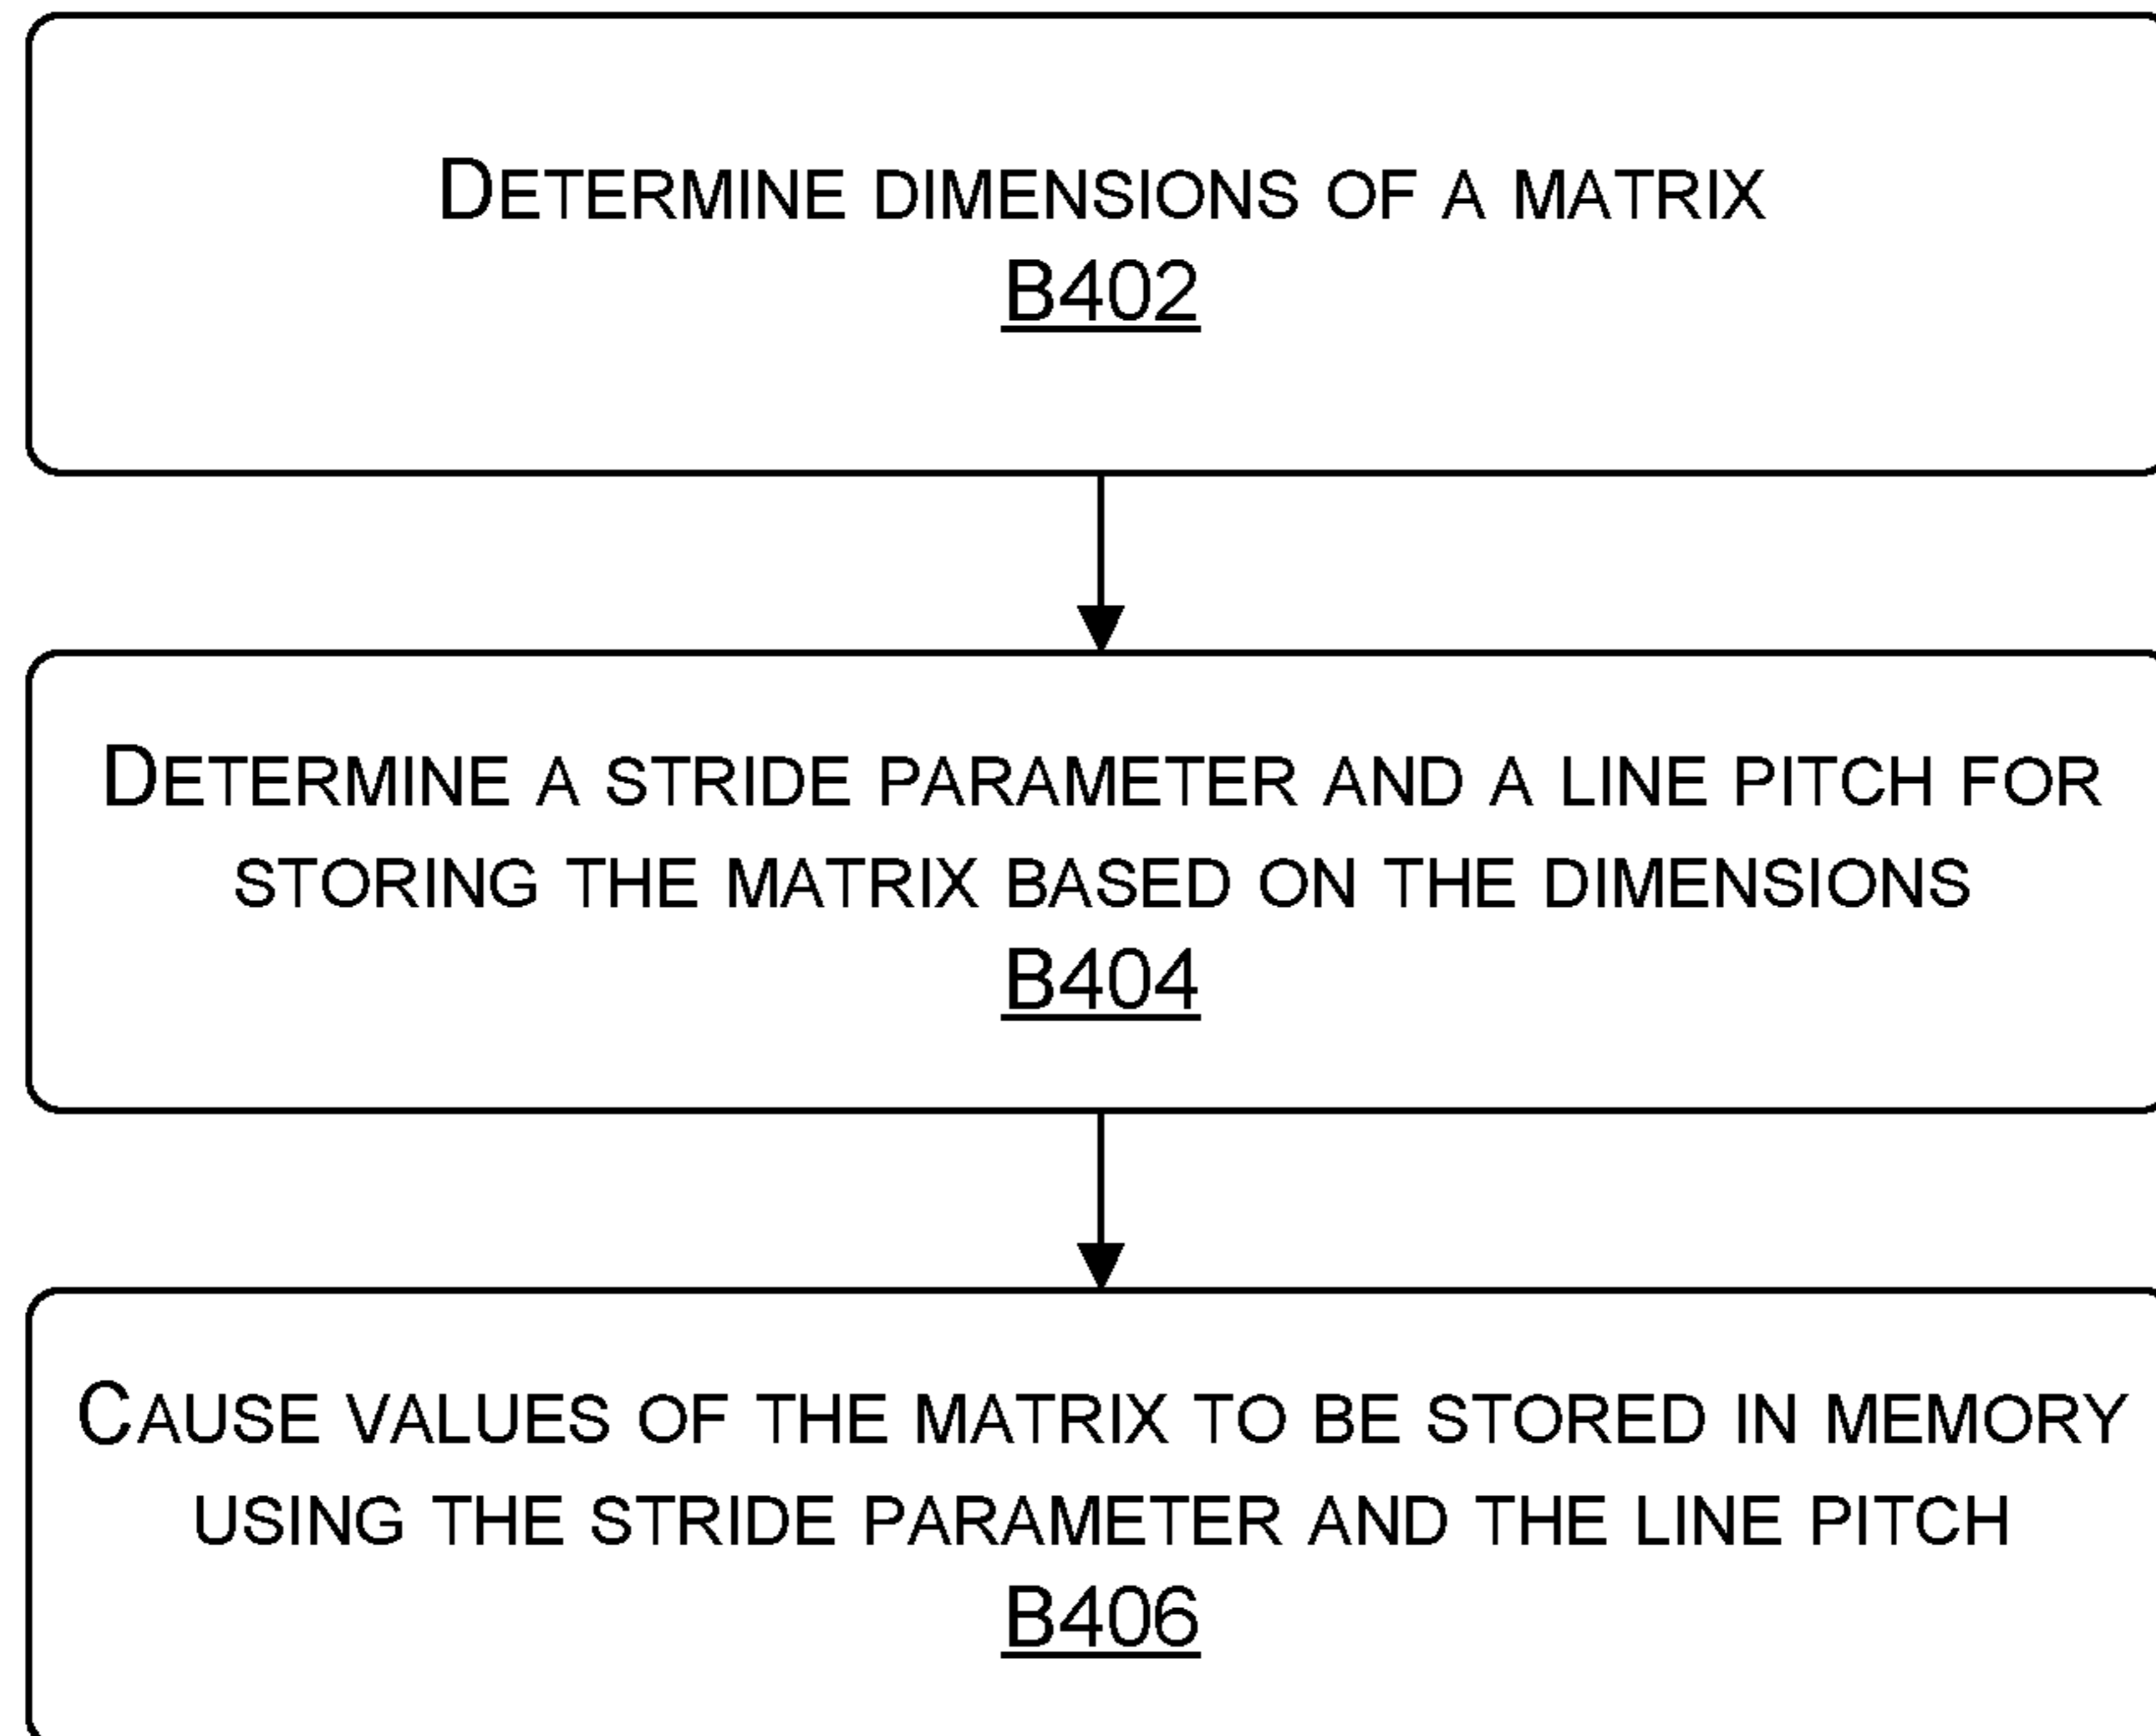 DETERMINE DIMENSIONS OF A MATRIX
B402
DETERMINE A STRIDE PARAMETER AND A LINE PITCH FOR
STORING THE MATRIX BASED ON THE DIMENSIONS
B404
CAUSE VALUES OF THE MATRIX TO BE STORED IN MEMORY
USING THE STRIDE PARAMETER AND THE LINE PITCH
B406